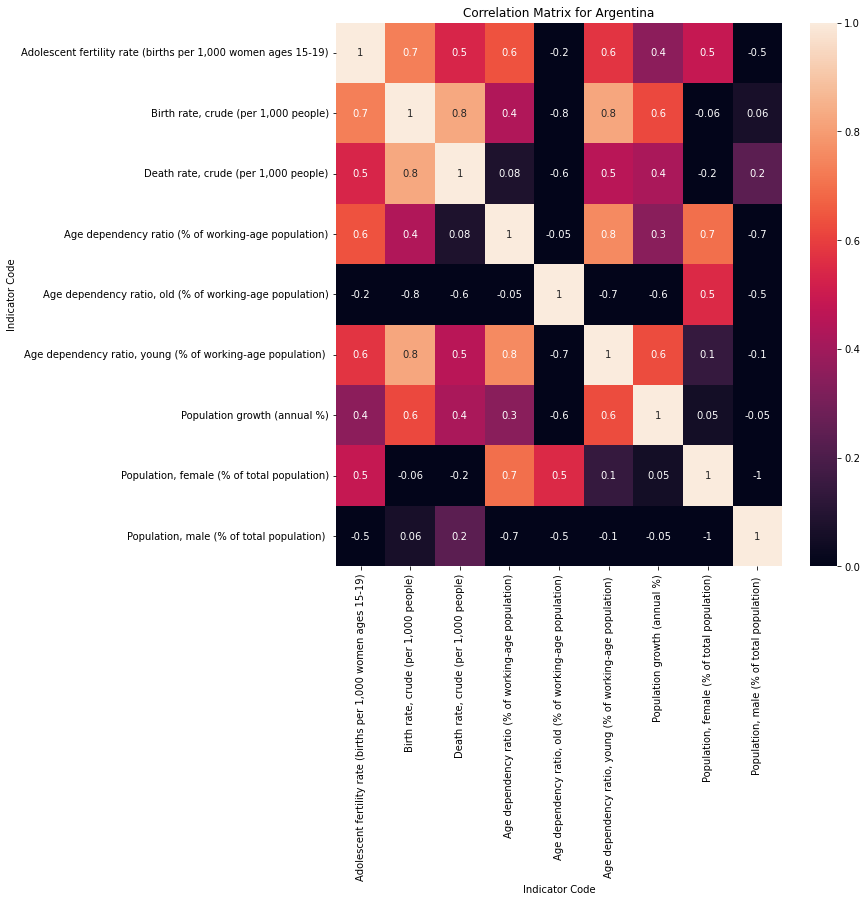 Correlation Matrix for Argentina
Indicator Code
Adolescent fertility rate (births per 1,000 women ages 15-19) 1 0.7 0.5 0.6 -0.2 0.6 0.4 0.5 -0.5
Birth rate, crude (per 1,000 people) 0.7 1 0.8 0.4 -0.8 0.8 0.6 -0.06 0.06
Death rate, crude (per 1,000 people) 0.5 0.8 1 0.08 -0.6 0.5 0.4 -0.2 0.2
Age dependency ratio (% of working-age population) 0.6 0.4 0.08 1 -0.05 0.8 0.3 0.7 -0.7
Age dependency ratio, old (% of working-age population) -0.2 -0.8 -0.6 -0.05 1 -0.7 -0.6 0.5 -0.5
Age dependency ratio, young (% of working-age population) 0.6 0.8 0.5 0.8 -0.7 1 0.6 0.1 -0.1
Population growth (annual %) 0.4 0.6 0.4 0.3 -0.6 0.6 1 0.05 -0.05
Population, female (% of total population) 0.5 -0.06 -0.2 0.7 0.5 0.1 0.05 1 -1
Population, male (% of total population) -0.5 0.06 0.2 -0.7 -0.5 -0.1 -0.05 -1 1
Adolescent fertility rate (births per 1,000 women ages 15-19)
Birth rate, crude (per 1,000 people)
Death rate, crude (per 1,000 people)
Age dependency ratio (% of working-age population)
Age dependency ratio, old (% of working-age population)
Age dependency ratio, young (% of working-age population)
Population growth (annual %)
Population, female (% of total population)
Population, male (% of total population)
Indicator Code
1.0
0.8
0.6
0.4
0.2
0.0